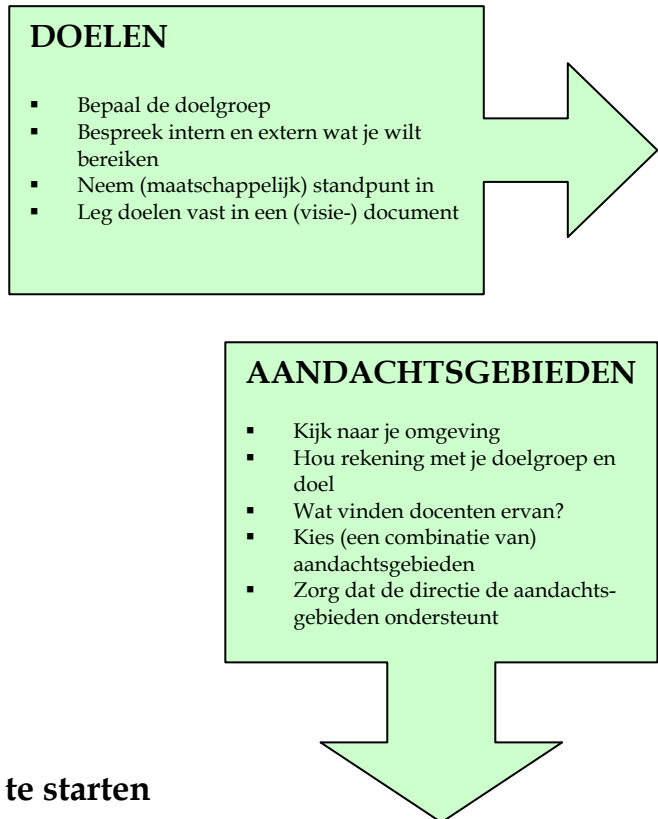 DOELEN
▪ Bepaal de doelgroep
▪ Bespreek intern en extern wat je wilt
bereiken
▪ Neem (maatschappelijk) standpunt in
▪ Leg doelen vast in een (visie-) document
AANDACHTSGEBIEDEN
▪ Kijk naar je omgeving
▪ Hou rekening met je doelgroep en
doel
▪ Wat vinden docenten ervan?
▪ Kies (een combinatie van)
aandachtsgebieden
▪ Zorg dat de directie de aandachts-
gebieden ondersteunt
te starten